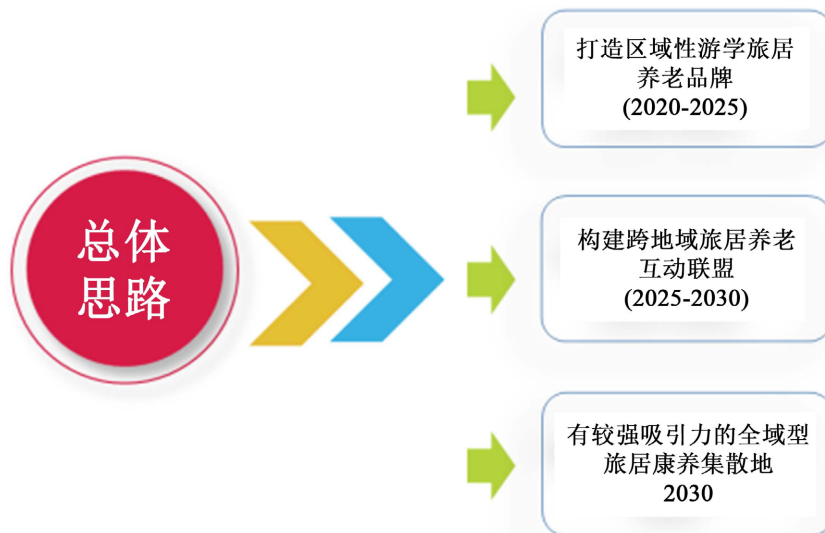 总体
思路
打造区域性游学旅居
养老品牌
(2020-2025)
构建跨地域旅居养老
互动联盟
(2025-2030)
有较强吸引力的全域型
旅居康养集散地
2030